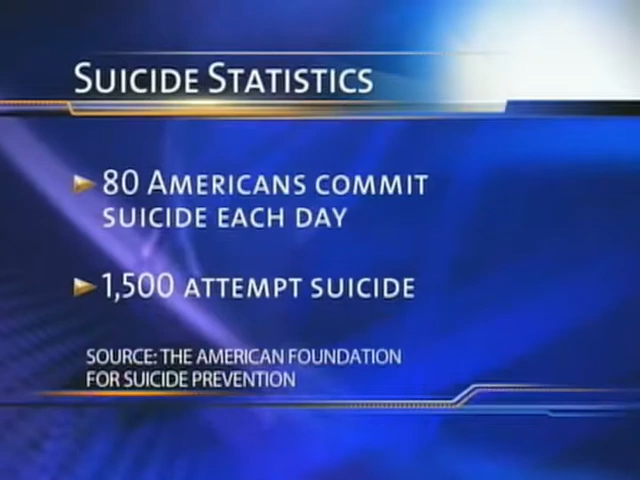 SUICIDE STATISTICS
80 AMERICANS COMMIT
SUICIDE EACH DAY
1,500 ATTEMPT SUICIDE
SOURCE: THE AMERICAN FOUNDATION
FOR SUICIDE PREVENTION